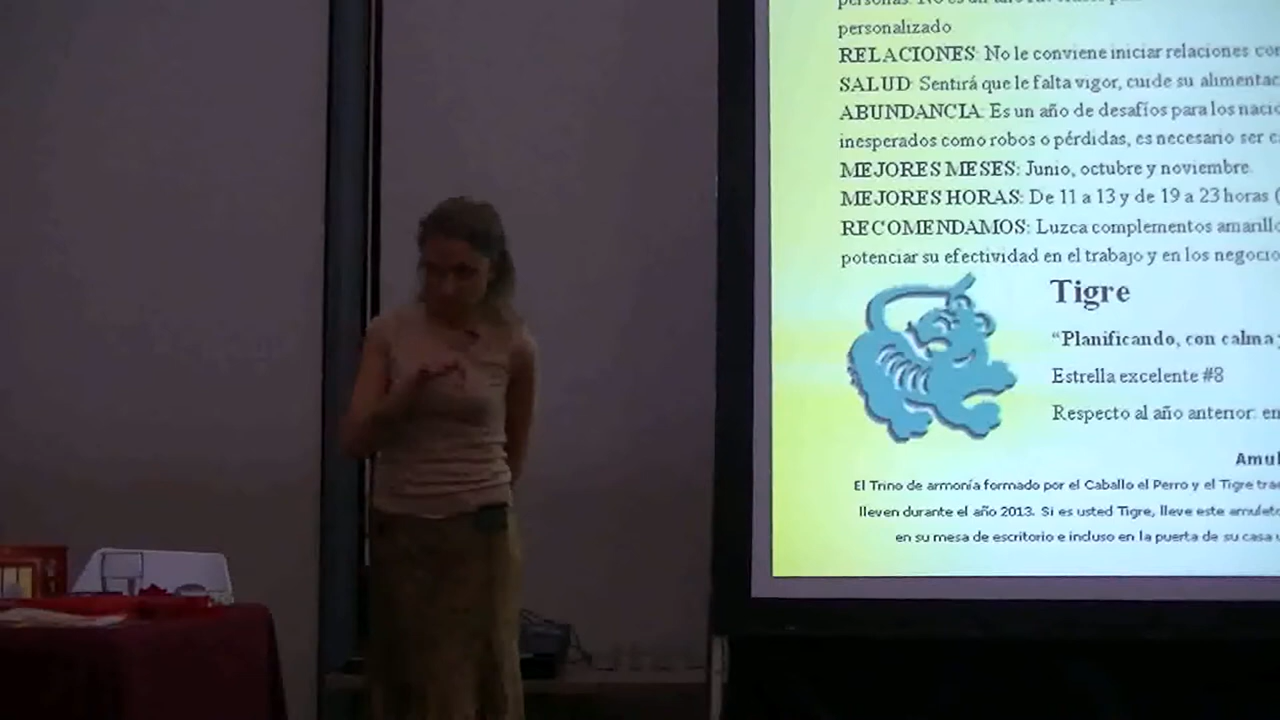 personalizado
RELACIONES: No le conviene iniciar relaciones con
SALUD: Sentirá que le falta vigor, cuide su alimentac
ABUNDANCIA: Es un año de desafíos para los naci
inesperados como robos o pérdidas, es necesario ser c
MEJORES MESES: Junio, octubre y noviembre.
MEJORES HORAS: De 11 a 13 y de 19 a 23 horas (
RECOMENDAMOS: Luzca complementos amarillo
potenciar su efectividad en el trabajo y en los negocio
Tigre
“Planificando, con calma y
Estrella excelente #8
Respecto al año anterior: en
Amul
El Trino de armonía formado por el Caballo el Perro y el Tigre trae
lleven durante el año 2013. Si es usted Tigre, lleve este amuleto
en su mesa de escritorio e incluso en la puerta de su casa u